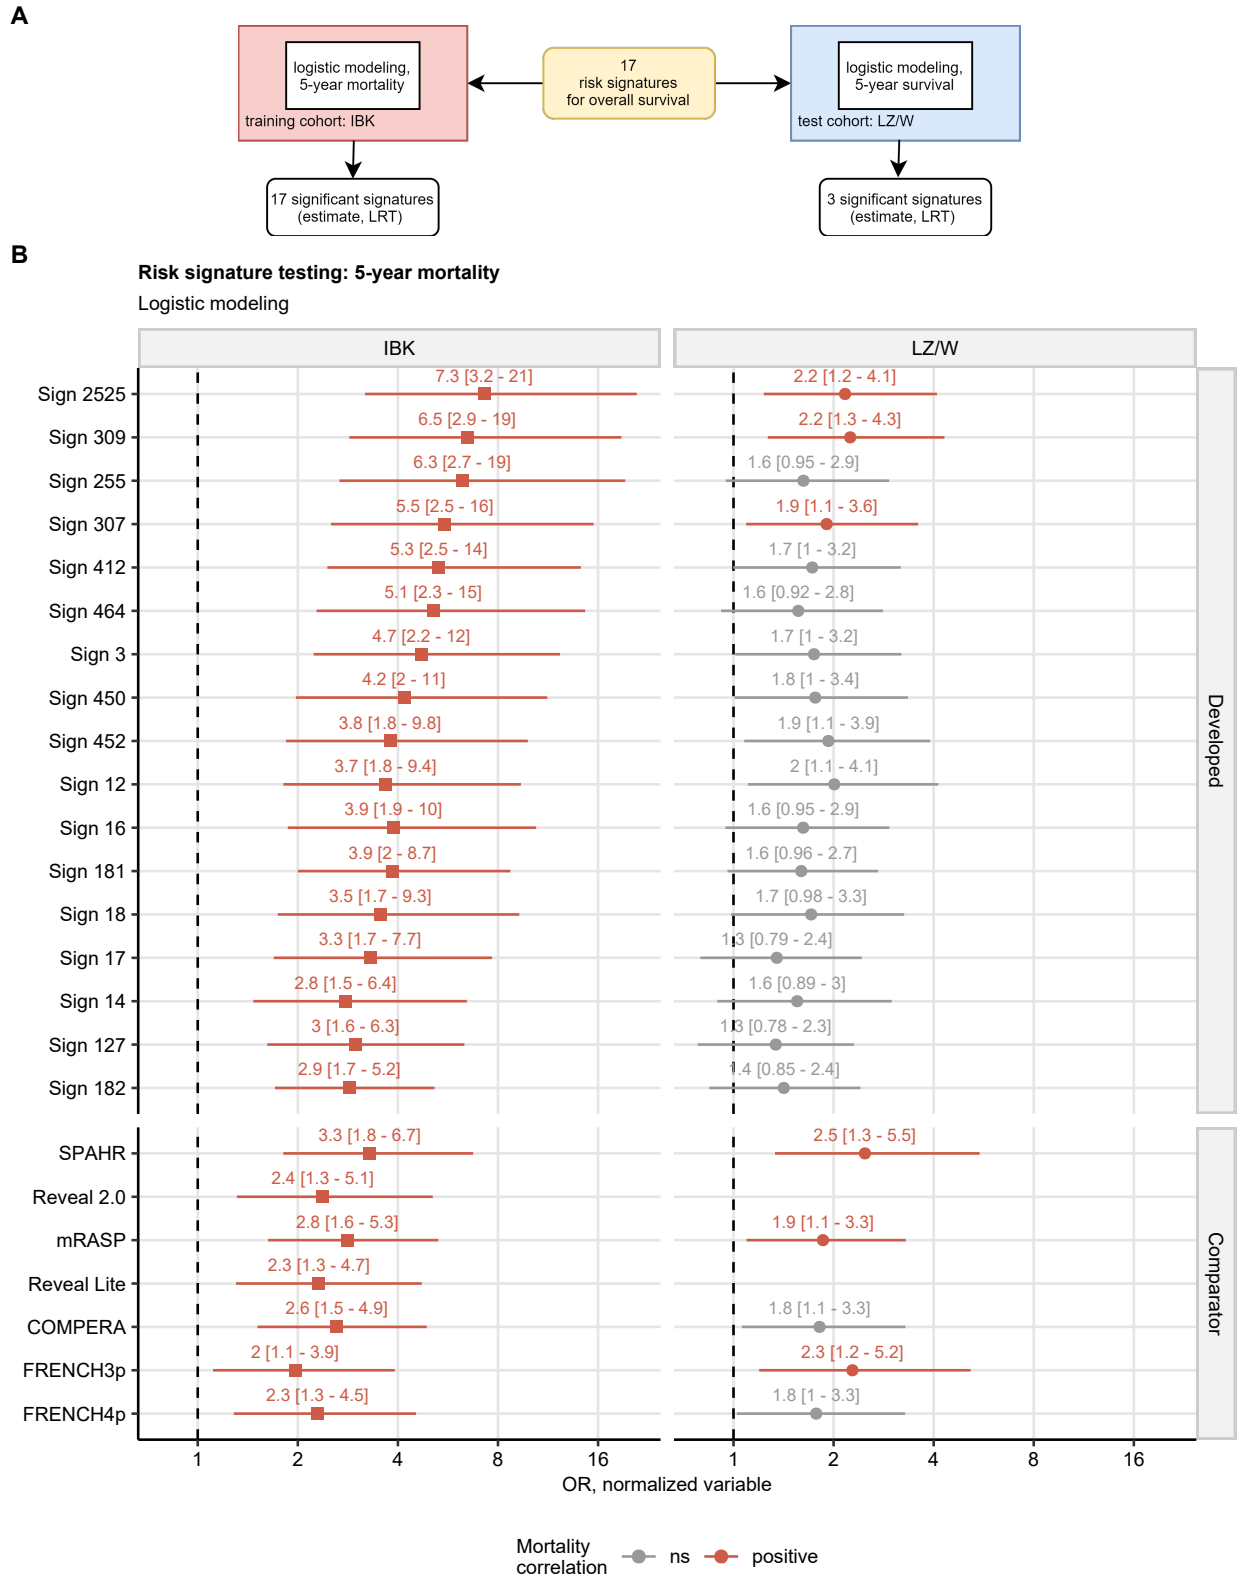 A
logistic modeling,
5-year mortality
training cohort: IBK
17
risk signatures
for overall survival
logistic modeling,
5-year survival
test cohort: LZ/W
17 significant signatures
(estimate, LRT)
3 significant signatures
(estimate, LRT)
B
Risk signature testing: 5-year mortality
Logistic modeling
IBK
LZ/W
Sign 2525 7.3 [3.2 - 21] 2.2 [1.2 - 4.1]
Sign 309 6.5 [2.9 - 19] 2.2 [1.3 - 4.3]
Sign 255 6.3 [2.7 - 19] 1.6 [0.95 - 2.9]
Sign 307 5.5 [2.5 - 16] 1.9 [1.1 - 3.6]
Sign 412 5.3 [2.5 - 14] 1.7 [1 - 3.2]
Sign 464 5.1 [2.3 - 15] 1.6 [0.92 - 2.8]
Sign 3 4.7 [2.2 - 12] 1.7 [1 - 3.2]
Sign 450 4.2 [2 - 11] 1.8 [1 - 3.4]
Sign 452 3.8 [1.8 - 9.8] 1.9 [1.1 - 3.9]
Sign 12 3.7 [1.8 - 9.4] 2 [1.1 - 4.1]
Sign 16 3.9 [1.9 - 10] 1.6 [0.95 - 2.9]
Sign 181 3.9 [2 - 8.7] 1.6 [0.96 - 2.7]
Sign 18 3.5 [1.7 - 9.3] 1.7 [0.98 - 3.3]
Sign 17 3.3 [1.7 - 7.7] 1.3 [0.79 - 2.4]
Sign 14 2.8 [1.5 - 6.4] 1.6 [0.89 - 3]
Sign 127 3 [1.6 - 6.3] 1.3 [0.78 - 2.3]
Sign 182 2.9 [1.7 - 5.2] 1.4 [0.85 - 2.4]
Developed
SPAHR 3.3 [1.8 - 6.7] 2.5 [1.3 - 5.5]
Reveal 2.0 2.4 [1.3 - 5.1]
mRASP 2.8 [1.6 - 5.3] 1.9 [1.1 - 3.3]
Reveal Lite 2.3 [1.3 - 4.7]
COMPERA 2.6 [1.5 - 4.9] 1.8 [1.1 - 3.3]
FRENCH3p 2 [1.1 - 3.9] 2.3 [1.2 - 5.2]
FRENCH4p 2.3 [1.3 - 4.5] 1.8 [1 - 3.3]
Comparator
1 2 4 8 16 1 2 4 8 16
OR, normalized variable
Mortality
correlation
ns positive